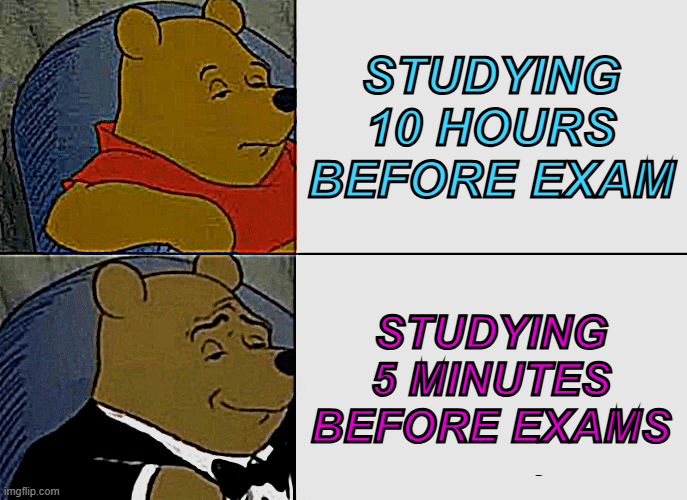 STUDYING
10 HOURS
BEFORE EXAM
STUDYING
5 MINUTES
BEFORE EXAMS
imgflip.com